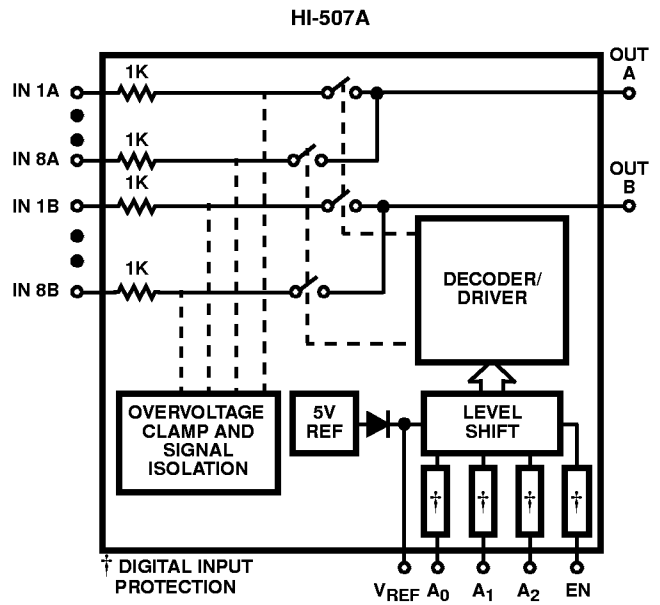 HI-507A
OUT
A
1K
IN 1A
1K
IN 8A
1K
OUT
B
IN 1B
1K
IN 8B
DECODER/
DRIVER
OVERVOLTAGE
CLAMP AND
SIGNAL
ISOLATION
5V
REF
LEVEL
SHIFT
† † † †
† DIGITAL INPUT
PROTECTION
VREF A0 A1 A2 EN